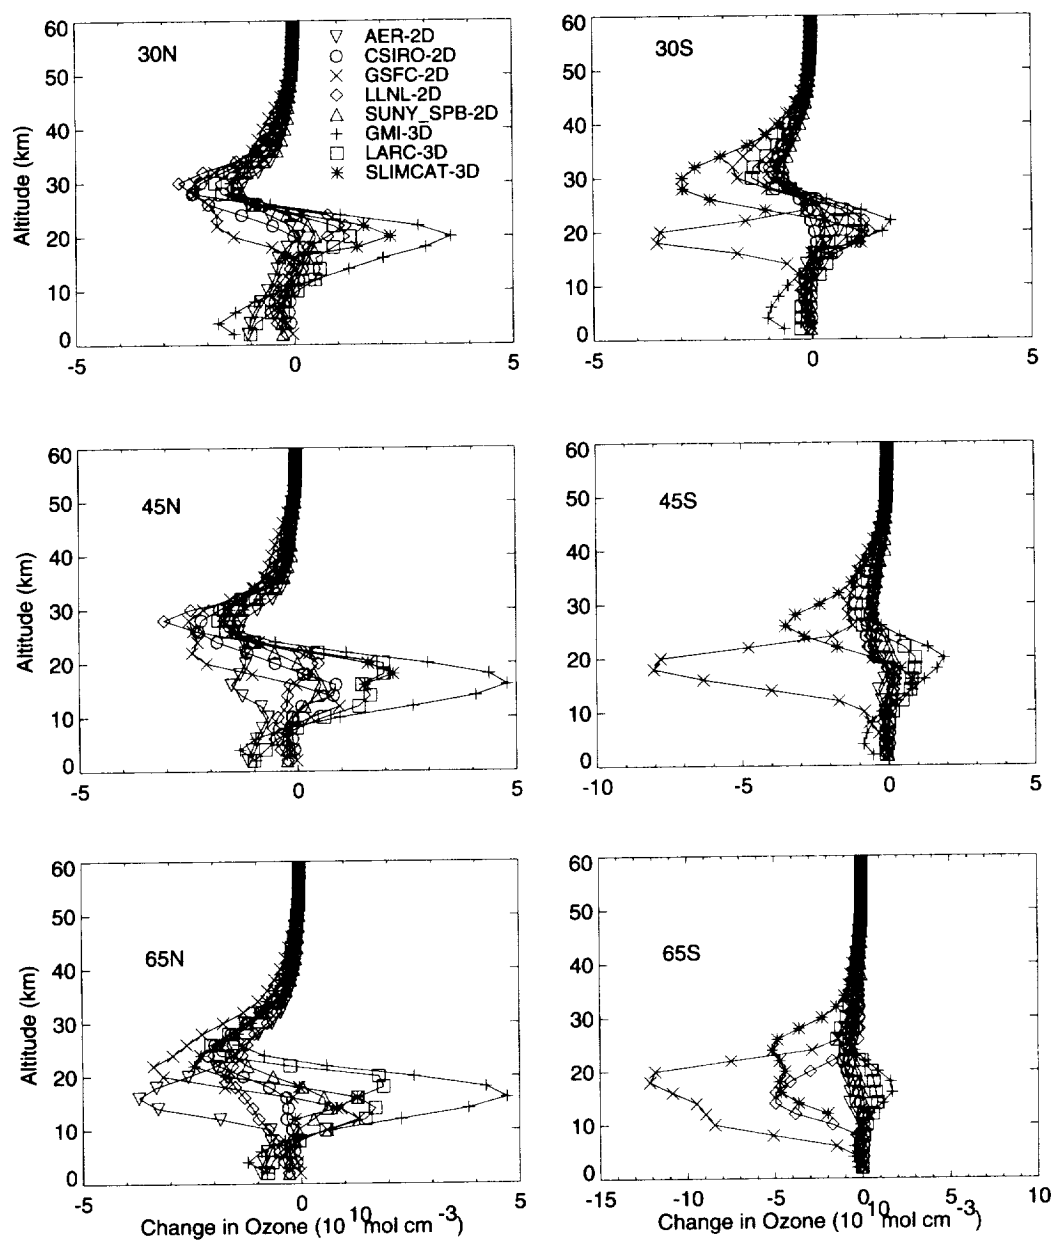 30N
AER-2D
CSIRO-2D
GSFC-2D
LLNL-2D
SUNY_SPB-2D
GMI-3D
LARC-3D
SLIMCAT-3D
Altitude (km)
60
50
40
30
20
10
0
-5 0 5
30S
60
50
40
30
20
10
0
-5 0 5
45N
Altitude (km)
60
50
40
30
20
10
0
-5 0 5
45S
60
50
40
30
20
10
0
-10 -5 0 5
65N
Altitude (km)
60
50
40
30
20
10
0
-5 0 5
Change in Ozone (10^10 mol cm^-3)
65S
60
50
40
30
20
10
0
-15 -10 -5 0 5 10
Change in Ozone (10^10 mol cm^-3)